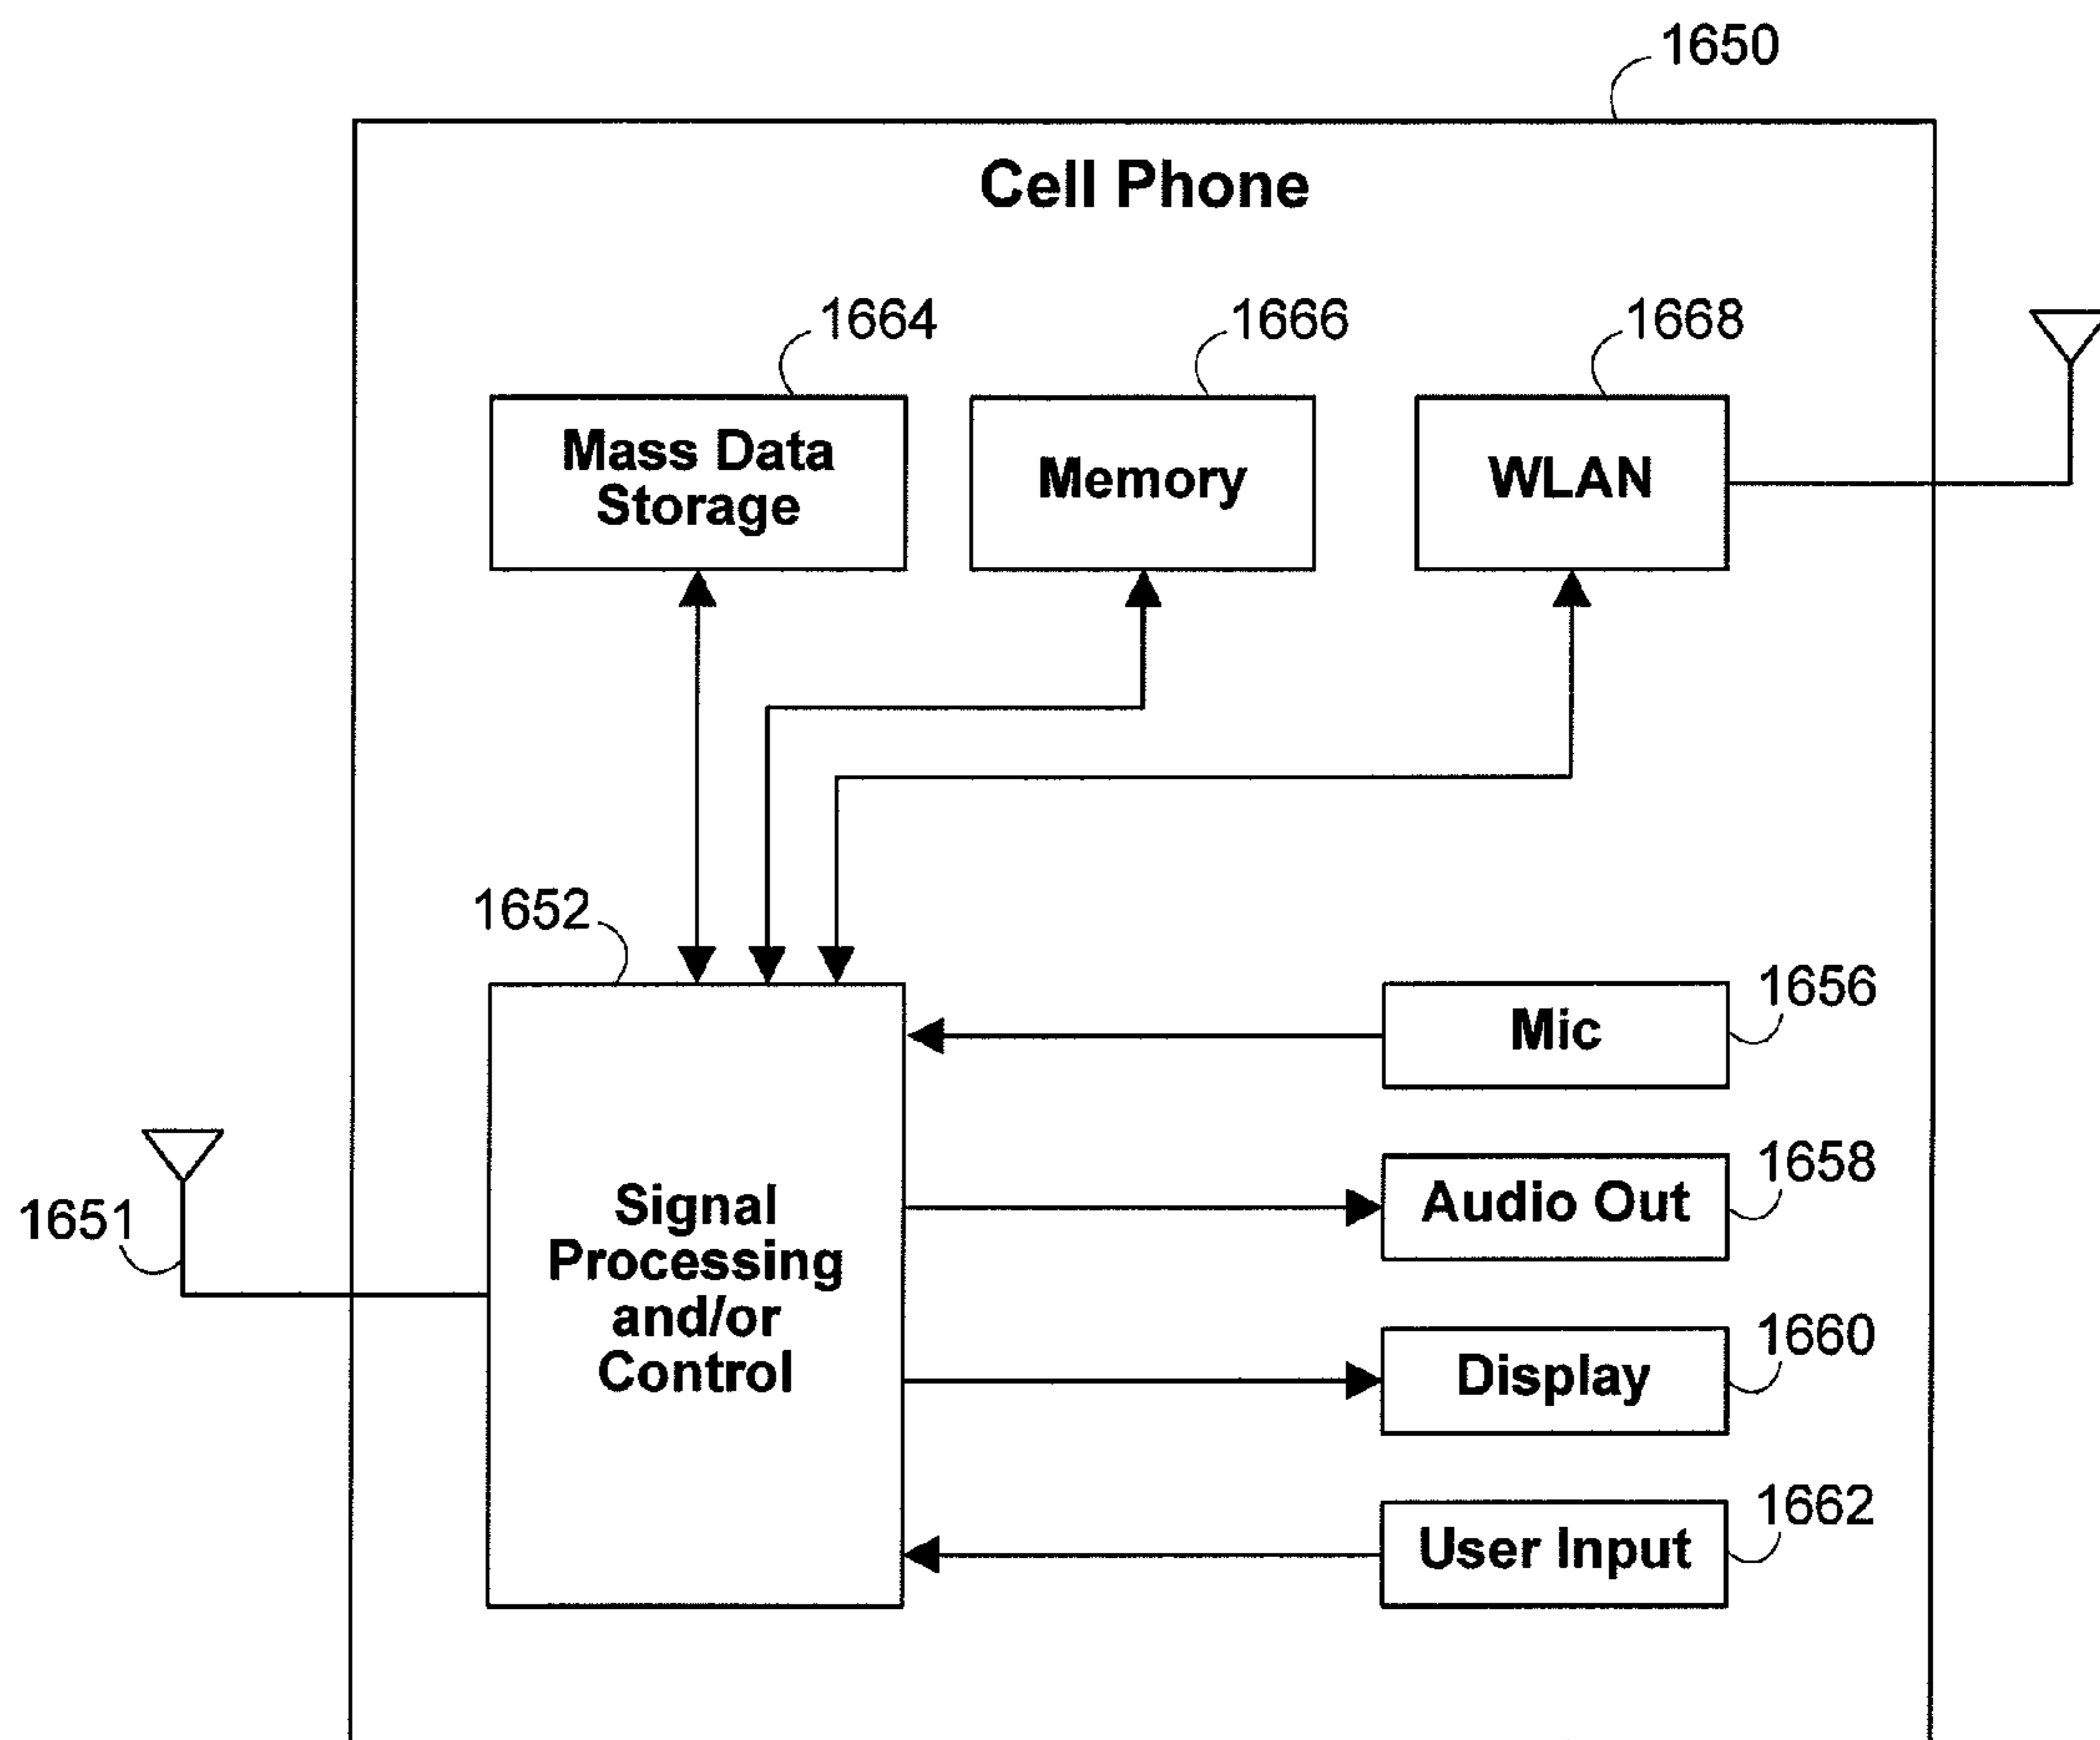 1650
Cell Phone
1664
1666
1668
Mass Data
Storage
Memory
WLAN
1652
1656
Mic
1651
Signal
Processing
and/or
Control
1658
Audio Out
1660
Display
1662
User Input